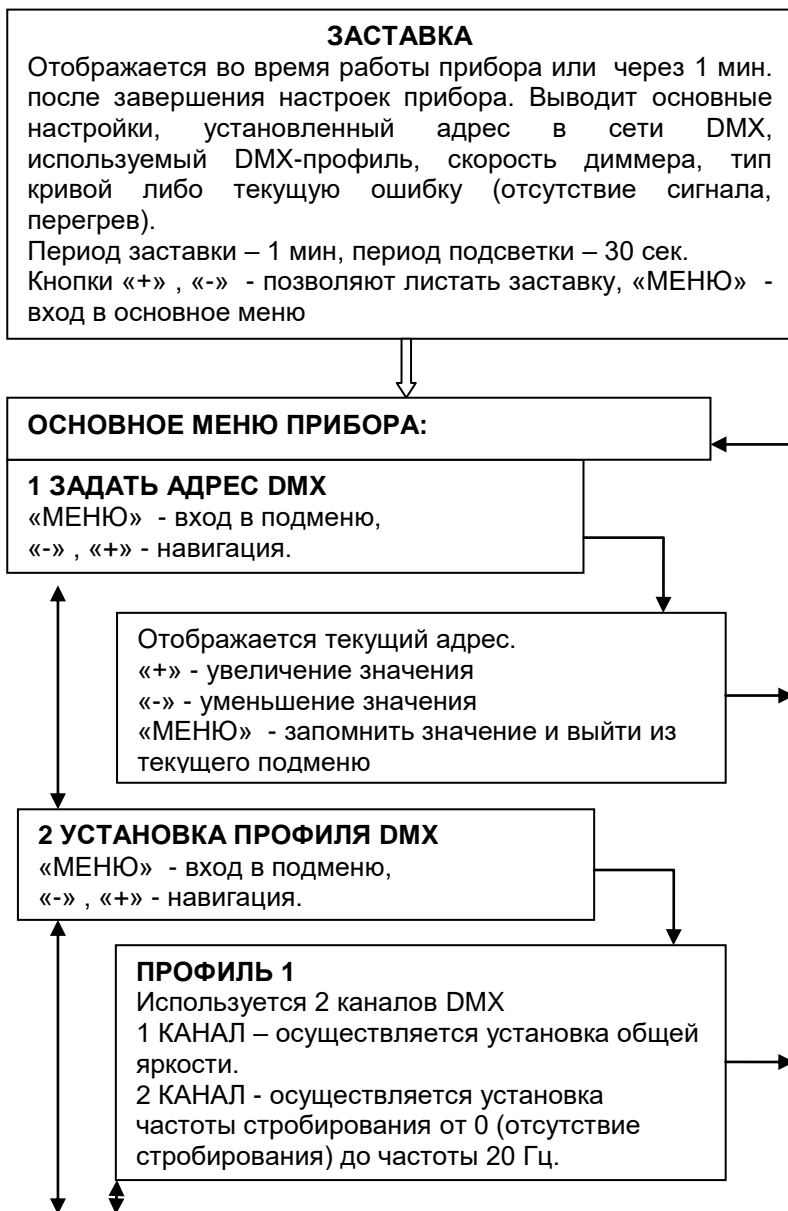 ЗАСТАВКА
Отображается во время работы прибора или через 1 мин.
после завершения настроек прибора. Выводит основные
настройки, установленный адрес в сети DMX,
используемый DMX-профиль, скорость диммера, тип
кривой либо текущую ошибку (отсутствие сигнала,
перегрев).
Период заставки – 1 мин, период подсветки – 30 сек.
Кнопки «+» , «-» - позволяют листать заставку, «МЕНЮ» -
вход в основное меню
ОСНОВНОЕ МЕНЮ ПРИБОРА:
1 ЗАДАТЬ АДРЕС DMX
«МЕНЮ» - вход в подменю,
«-» , «+» - навигация.
Отображается текущий адрес.
«+» - увеличение значения
«-» - уменьшение значения
«МЕНЮ» - запомнить значение и выйти из
текущего подменю
2 УСТАНОВКА ПРОФИЛЯ DMX
«МЕНЮ» - вход в подменю,
«-» , «+» - навигация.
ПРОФИЛЬ 1
Используется 2 каналов DMX
1 КАНАЛ – осуществляется установка общей
яркости.
2 КАНАЛ - осуществляется установка
частоты стробирования от 0 (отсутствие
стробирования) до частоты 20 Гц.